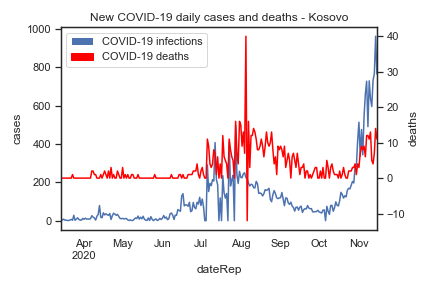 New COVID-19 daily cases and deaths - Kosovo
COVID-19 infections
COVID-19 deaths
1000
800
600
400
200
0
cases
40
30
20
10
0
−10
deaths
Apr
2020
May
Jun
Jul
Aug
Sep
Oct
Nov
dateRep